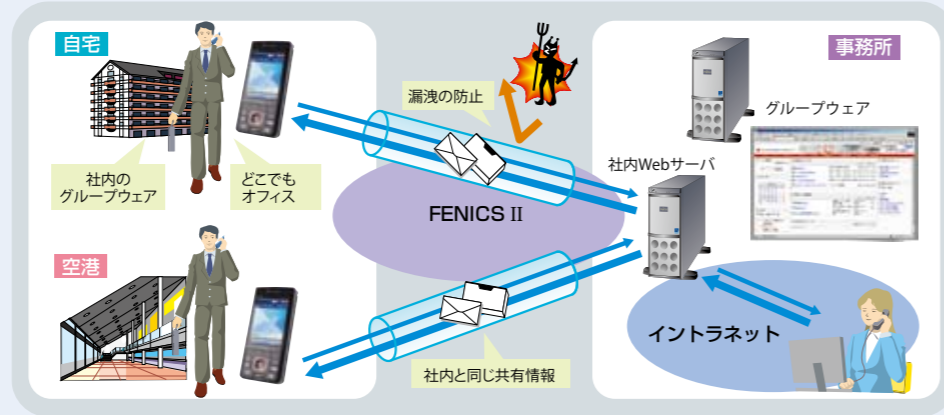 自宅
事務所
漏洩の防止
グループウェア
社内Webサーバ
社内の
グループウェア
どこでも
オフィス
FENICS II
空港
イントラネット
社内と同じ共有情報